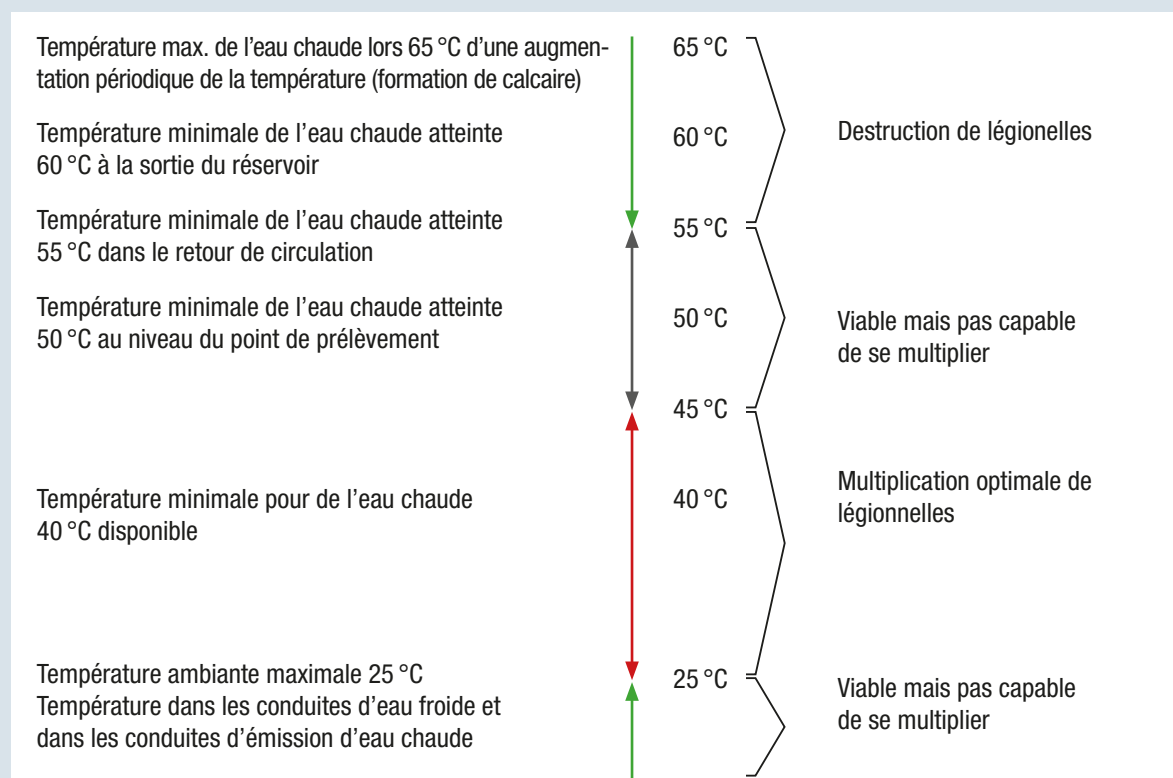 Température max. de l'eau chaude lors 65 °C d'une augmen-
tation périodique de la température (formation de calcaire)
65 °C
Température minimale de l'eau chaude atteinte
60 °C à la sortie du réservoir
60 °C
Destruction de légionelles
Température minimale de l'eau chaude atteinte
55 °C dans le retour de circulation
55 °C
Température minimale de l'eau chaude atteinte
50 °C au niveau du point de prélèvement
50 °C
Viable mais pas capable
de se multiplier
45 °C
Température minimale pour de l'eau chaude
40 °C disponible
40 °C
Multiplication optimale de
légionnelles
Température ambiante maximale 25 °C
Température dans les conduites d'eau froide et
dans les conduites d'émission d'eau chaude
25 °C
Viable mais pas capable
de se multiplier